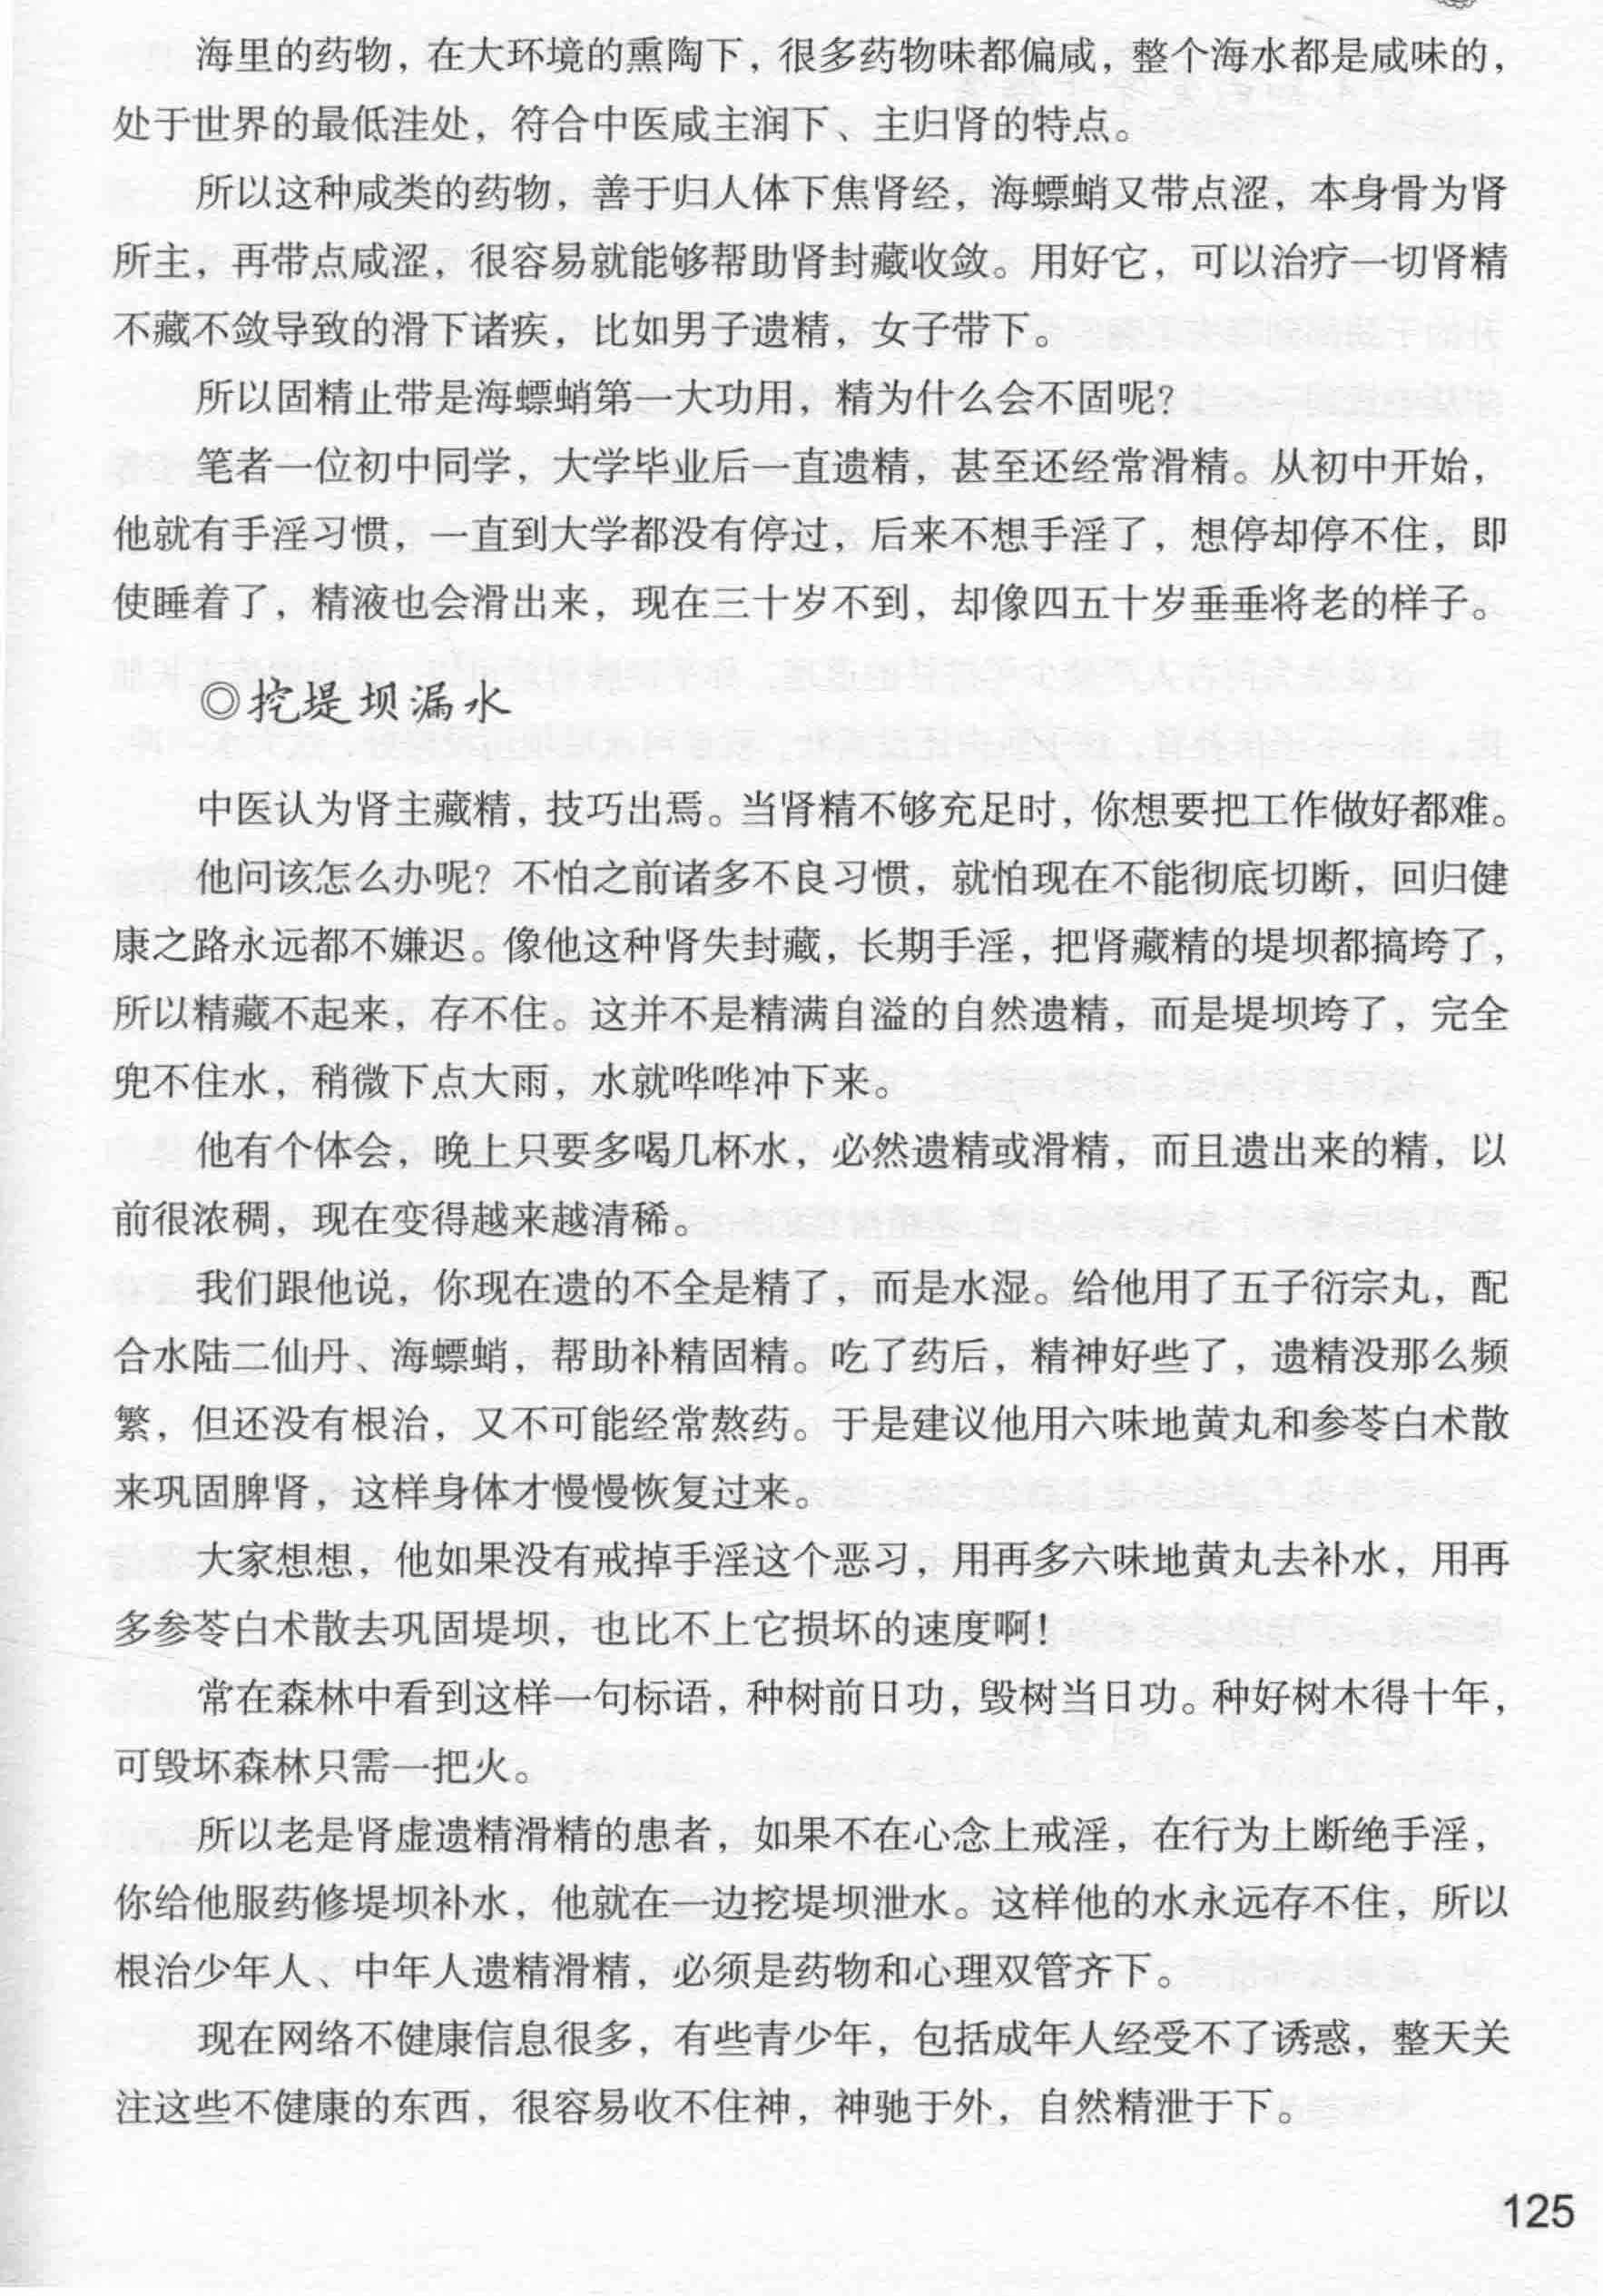 海里的药物，在大环境的熏陶下，很多药物味都偏咸，整个海水都是咸味的，
处于世界的最低洼处，符合中医咸主润下、主归肾的特点。
所以这种咸类的药物，善于归人体下焦肾经，海螵蛸又带点涩，本身骨为肾
所主，再带点咸涩，很容易就能够帮助肾封藏收敛。用好它，可以治疗一切肾精
不藏不敛导致的滑下诸疾，比如男子遗精，女子带下。
所以固精止带是海螵蛸第一大功用，精为什么会不固呢？
笔者一位初中同学，大学毕业后一直遗精，甚至还经常滑精。从初中开始，
他就有手淫习惯，一直到大学都没有停过，后来不想手淫了，想停却停不住，即
使睡着了，精液也会滑出来，现在三十岁不到，却像四五十岁垂垂将老的样子。
◎挖堤坝漏水
中医认为肾主藏精，技巧出焉。当肾精不够充足时，你想要把工作做好都难。
他问该怎么办呢？不怕之前诸多不良习惯，就怕现在不能彻底切断，回归健
康之路永远都不嫌迟。像他这种肾失封藏，长期手淫，把肾藏精的堤坝都搞垮了，
所以精藏不起来，存不住。这并不是精满自溢的自然遗精，而是堤坝垮了，完全
兜不住水，稍微下点大雨，水就哗哗冲下来。
他有个体会，晚上只要多喝几杯水，必然遗精或滑精，而且遗出来的精，以
前很浓稠，现在变得越来越清稀。
我们跟他说，你现在遗的不全是精了，而是水湿。给他用了五子衍宗丸，配
合水陆二仙丹、海螵蛸，帮助补精固精。吃了药后，精神好些了，遗精没那么频
繁，但还没有根治，又不可能经常熬药。于是建议他用六味地黄丸和参苓白术散
来巩固脾肾，这样身体才慢慢恢复过来。
大家想想，他如果没有戒掉手淫这个恶习，用再多六味地黄丸去补水，用再
多参苓白术散去巩固堤坝，也比不上它损坏的速度啊！
常在森林中看到这样一句标语，种树前日功，毁树当日功。种好树木得十年，
可毁坏森林只需一把火。
所以老是肾虚遗精滑精的患者，如果不在心念上戒淫，在行为上断绝手淫，
你给他服药修堤坝补水，他就在一边挖堤坝泄水。这样他的水永远存不住，所以
根治少年人、中年人遗精滑精，必须是药物和心理双管齐下。
现在网络不健康信息很多，有些青少年，包括成年人经受不了诱惑，整天关
注这些不健康的东西，很容易收不住神，神驰于外，自然精泄于下。
125